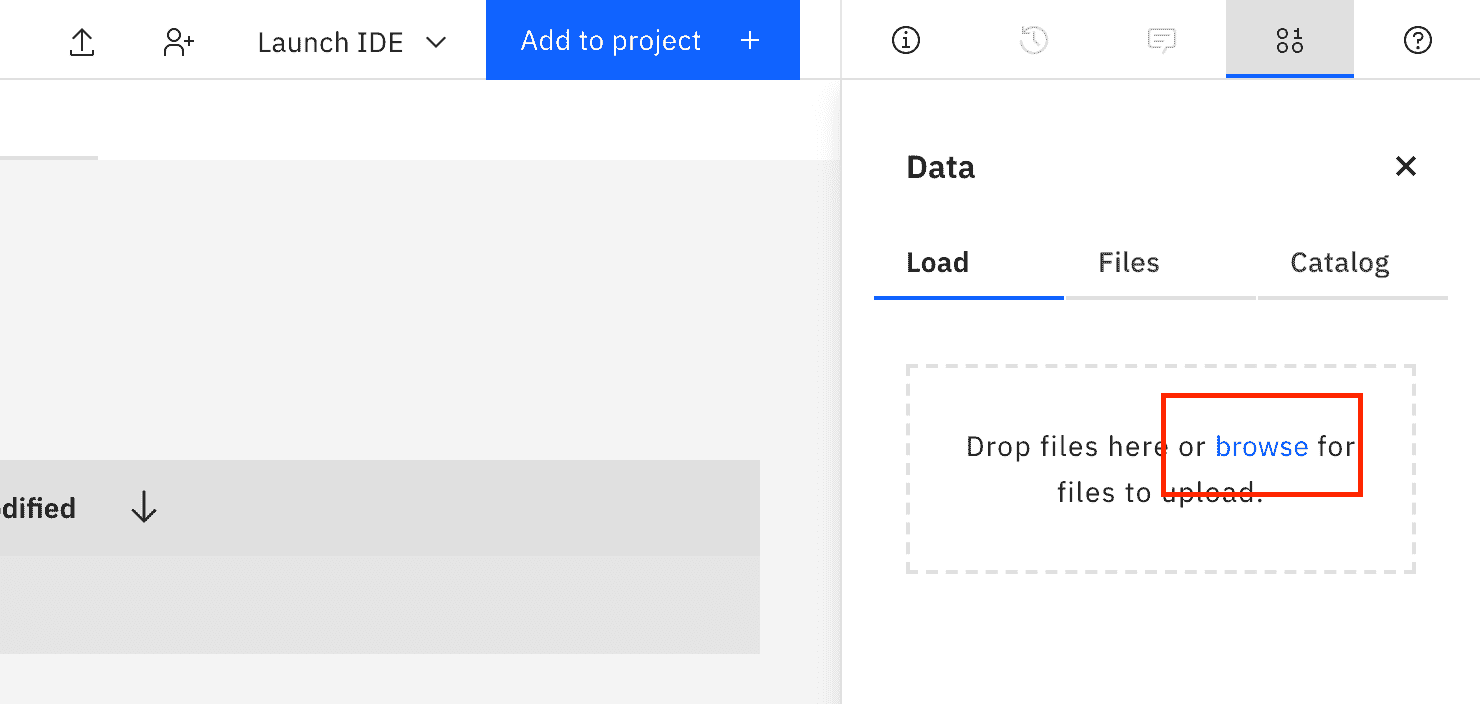 Launch IDE
Add to project +
Data
Load Files Catalog
Drop files here or browse for
files to upload.
dified